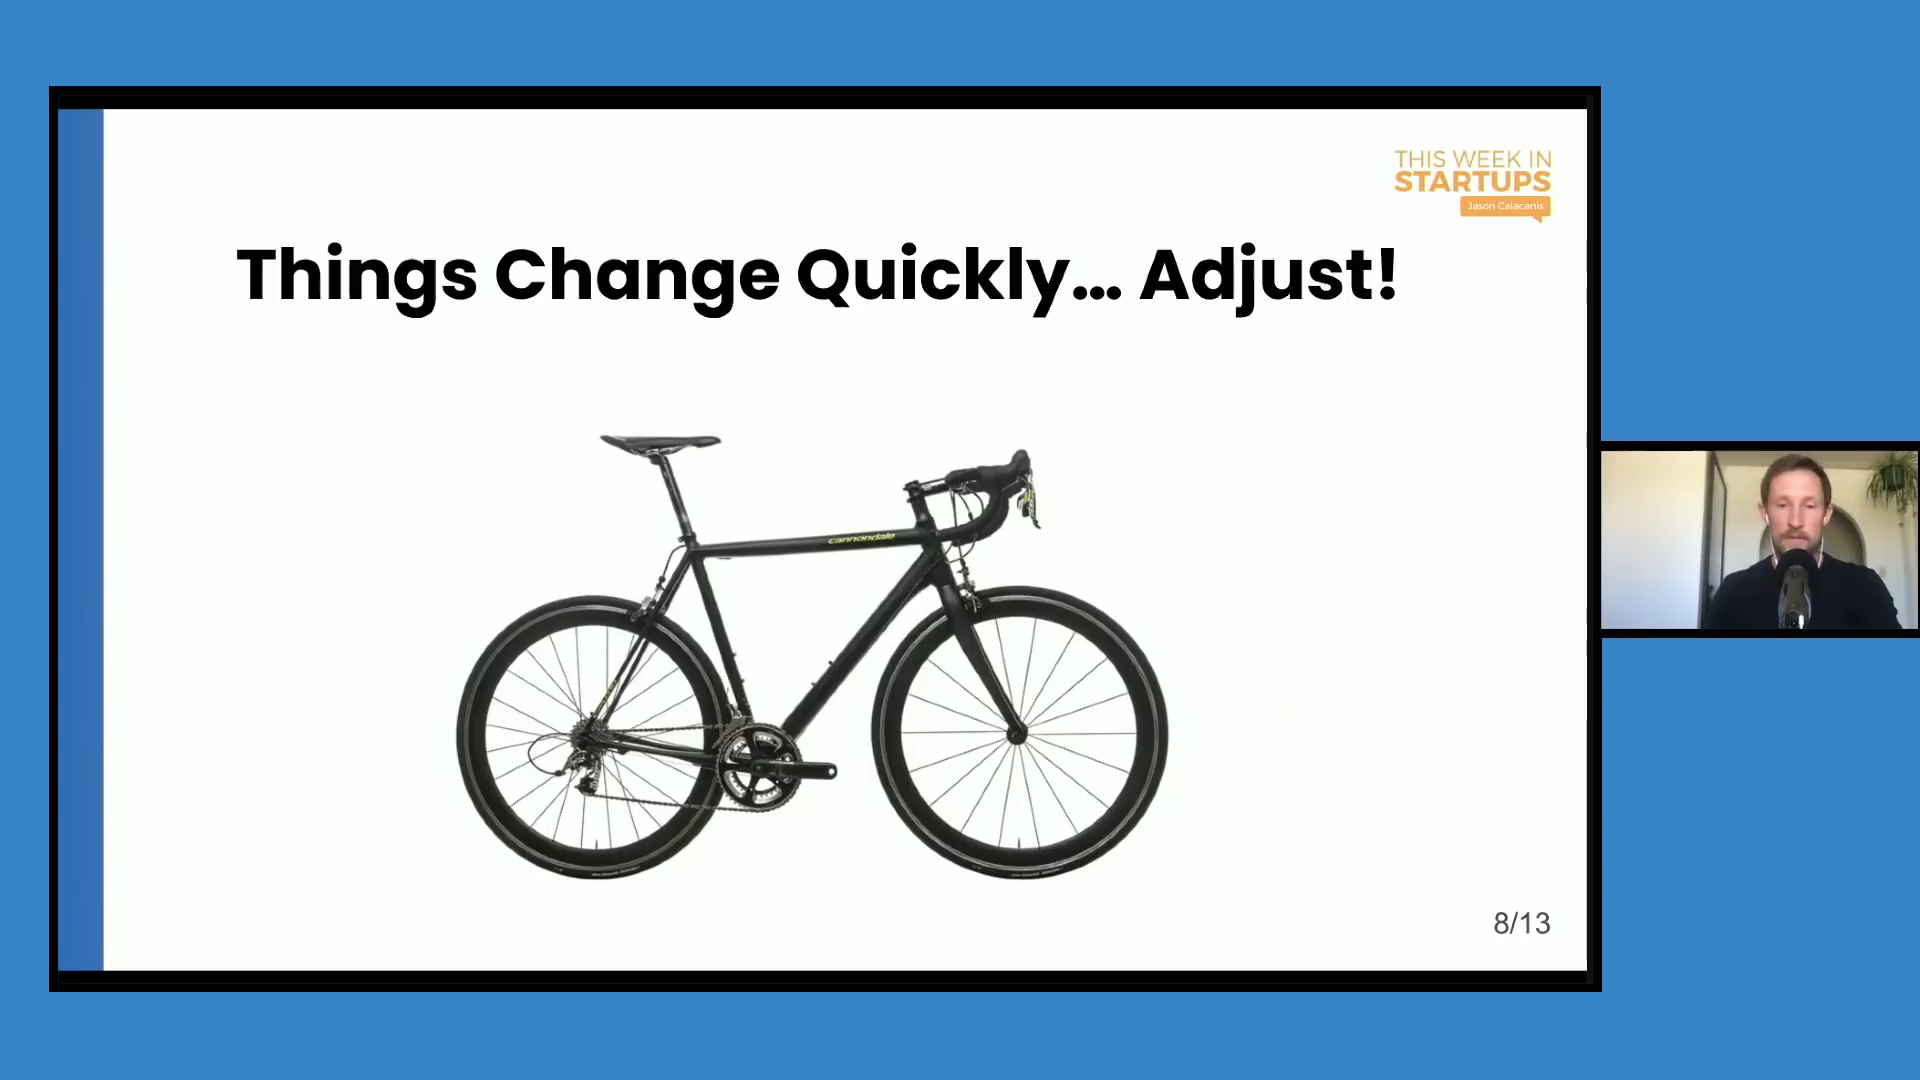 THIS WEEK IN
STARTUPS
Jason Calacanis
Things Change Quickly... Adjust!
cannondale
8/13